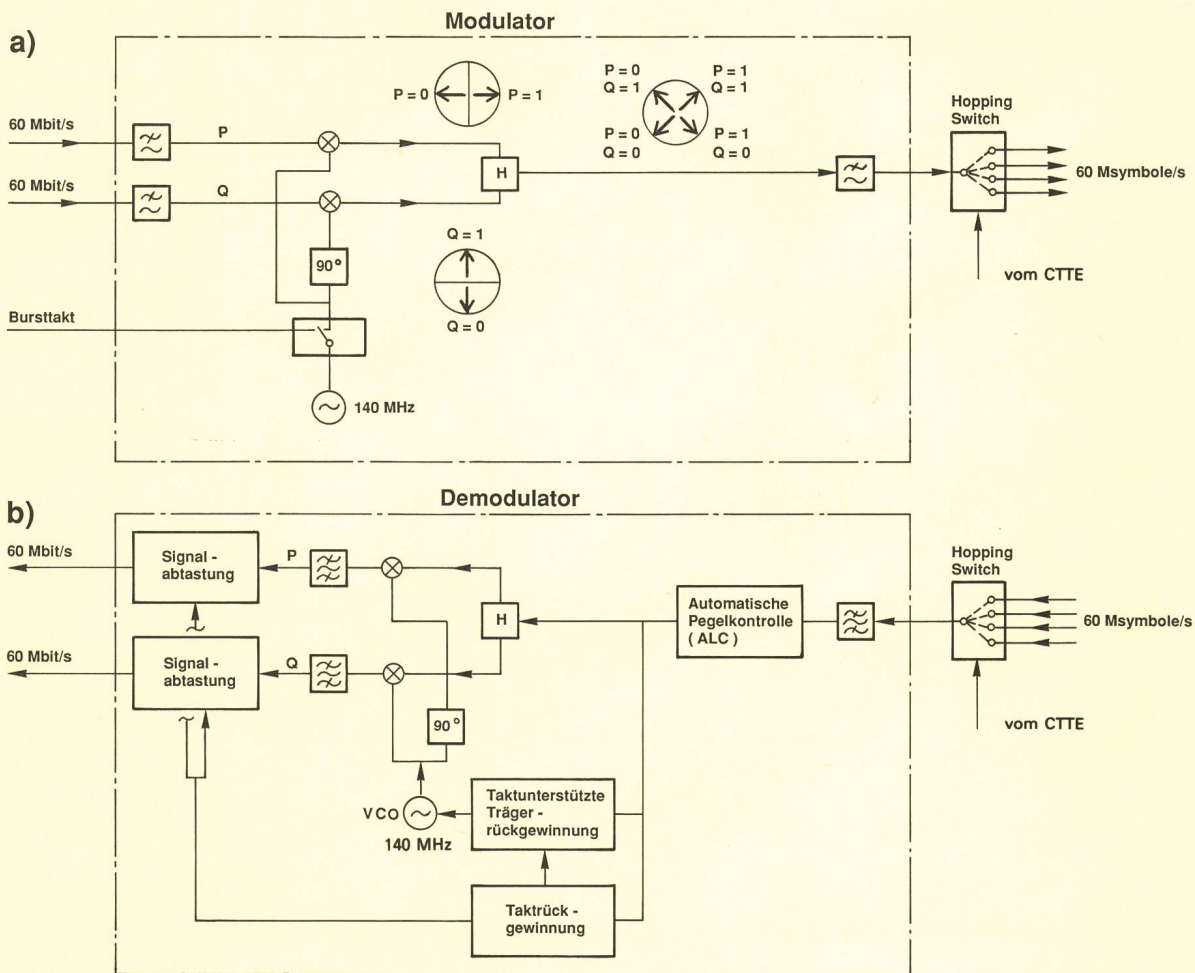 Modulator
a)
P = 0
P = 1
P = 0
Q = 1
P = 1
Q = 1
P = 0
Q = 0
P = 1
Q = 0
Hopping
Switch
60 Mbit/s
P
H
60 Msymbole/s
60 Mbit/s
Q
Q = 1
90°
Q = 0
vom CTTE
Bursttakt
140 MHz
Demodulator
b)
60 Mbit/s
Signal -
abtastung
P
H
Automatische
Pegelkontrolle
( ALC )
Hopping
Switch
60 Msymbole/s
60 Mbit/s
Signal -
abtastung
Q
90°
vom CTTE
VCO
140 MHz
Taktunterstützte
Träger -
rückgewinnung
Taktrück -
gewinnung